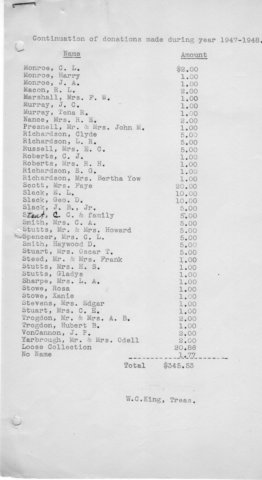 Continuation of donations made during year 1947-1948.
Name Amount
Monroe, C. L. $2.00
Monroe, Harry 1.00
Monroe, J. A. 1.00
Macon, H. L. 2.00
Marshall, Mrs. F. W. 1.00
Murray, J. C. 1.00
Murray, Iena R. 1.00
Nance, Mrs. R. H. 2.00
Presnell, Mr. & Mrs. John M. 1.00
Richardson, Clyde 5.00
Richardson, L. R. 5.00
Russell, Mrs. E. C. 5.00
Roberts, C. J. 1.00
Roberts, Mrs. R. H. 1.00
Richardson, B. G. 1.00
Richardson, Mrs. Bertha Yow 1.00
Scott, Mrs. Faye 20.00
Slack, H. L. 10.00
Slack, Geo. D. 10.00
Slack, J. H., Jr. 5.00
C. C. & family 5.00
Smith, Mrs. C. A. 5.00
Stutts, Mr. & Mrs. Howard 5.00
Spencer, Mrs. C. L. 5.00
Smith, Haywood D. 5.00
Stuart, Mrs. Oscar T. 5.00
Steed, Mr. & Mrs. Frank 1.00
Stutts, Mrs. H. S. 1.00
Stutts, Gladys 1.00
Sharpe, Mrs. L. A. 1.00
Stowe, Rosa 1.00
Stowe, Xanie 1.00
Stevens, Mrs. Edgar 1.00
Stuart, Mrs. C. E. 1.00
Trogdon, Mr. & Mrs. A. B. 2.00
Trogdon, Hubert B. 1.00
VonCannon, J. F. 2.00
Yarbrough, Mr. & Mrs. Odell 2.00
Loose Collection 20.86
No Name 1.77
Total $345.53
W.C.King, Treas.